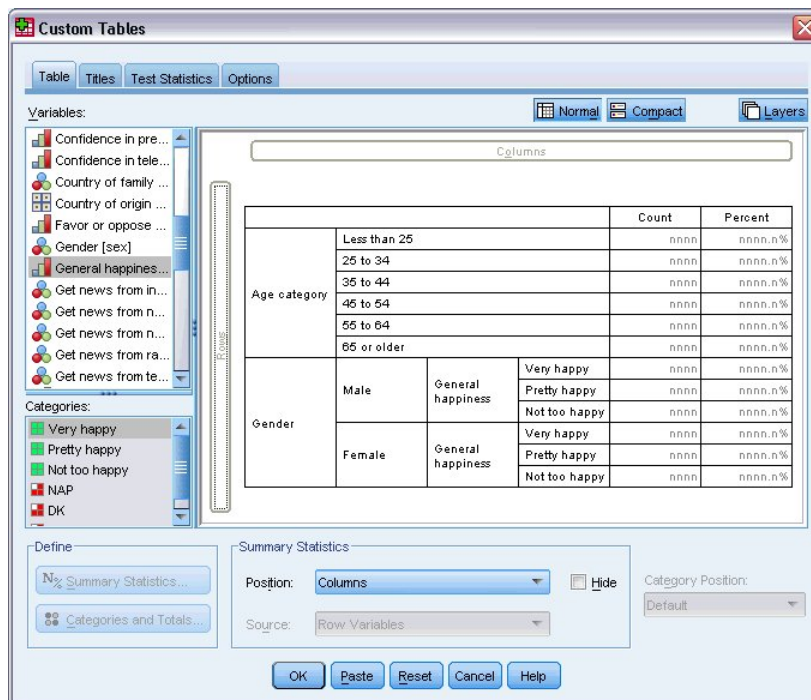 Custom Tables
Table Titles Test Statistics Options
Variables:
Normal Compact Layers
Confidence in pre...
Confidence in tele...
Country of family ...
Country of origin ...
Favor or oppose ...
Gender [sex]
General happines...
Get news from in...
Get news from n...
Get news from n...
Get news from ra...
Get news from te...
Categories:
Very happy
Pretty happy
Not too happy
NAP
DK
Columns
Rows
Count Percent
Age category
Less than 25 nnnn nnnn.n%
25 to 34 nnnn nnnn.n%
35 to 44 nnnn nnnn.n%
45 to 54 nnnn nnnn.n%
55 to 64 nnnn nnnn.n%
65 or older nnnn nnnn.n%
Gender
Male
General
happiness
Very happy nnnn nnnn.n%
Pretty happy nnnn nnnn.n%
Not too happy nnnn nnnn.n%
Female
General
happiness
Very happy nnnn nnnn.n%
Pretty happy nnnn nnnn.n%
Not too happy nnnn nnnn.n%
Define
N% Summary Statistics...
Categories and Totals...
Summary Statistics
Position: Columns Hide
Source: Row Variables
Category Position:
Default
OK Paste Reset Cancel Help